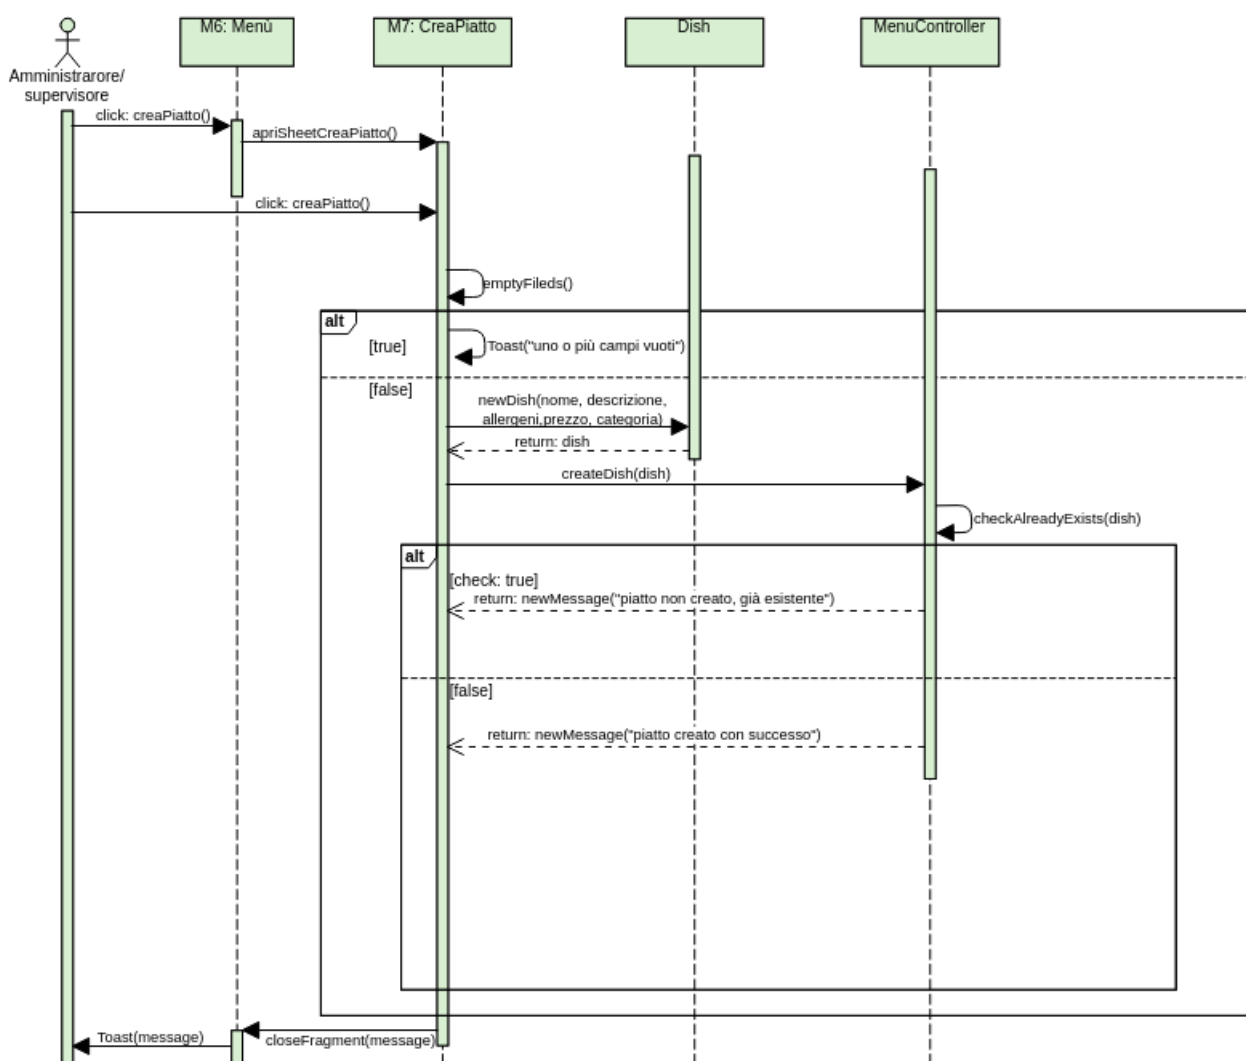 M6: Menù
M7: CreaPiatto
Dish
MenuController
Amministrarore/
supervisore
click: creaPiatto()
apriSheetCreaPiatto()
click: creaPiatto()
emptyFileds()
alt
[true]
Toast("uno o più campi vuoti")
[false]
newDish(nome, descrizione,
allergeni,prezzo, categoria)
return: dish
createDish(dish)
checkAlreadyExists(dish)
alt
[check: true]
return: newMessage("piatto non creato, già esistente")
[false]
return: newMessage("piatto creato con successo")
Toast(message)
closeFragment(message)